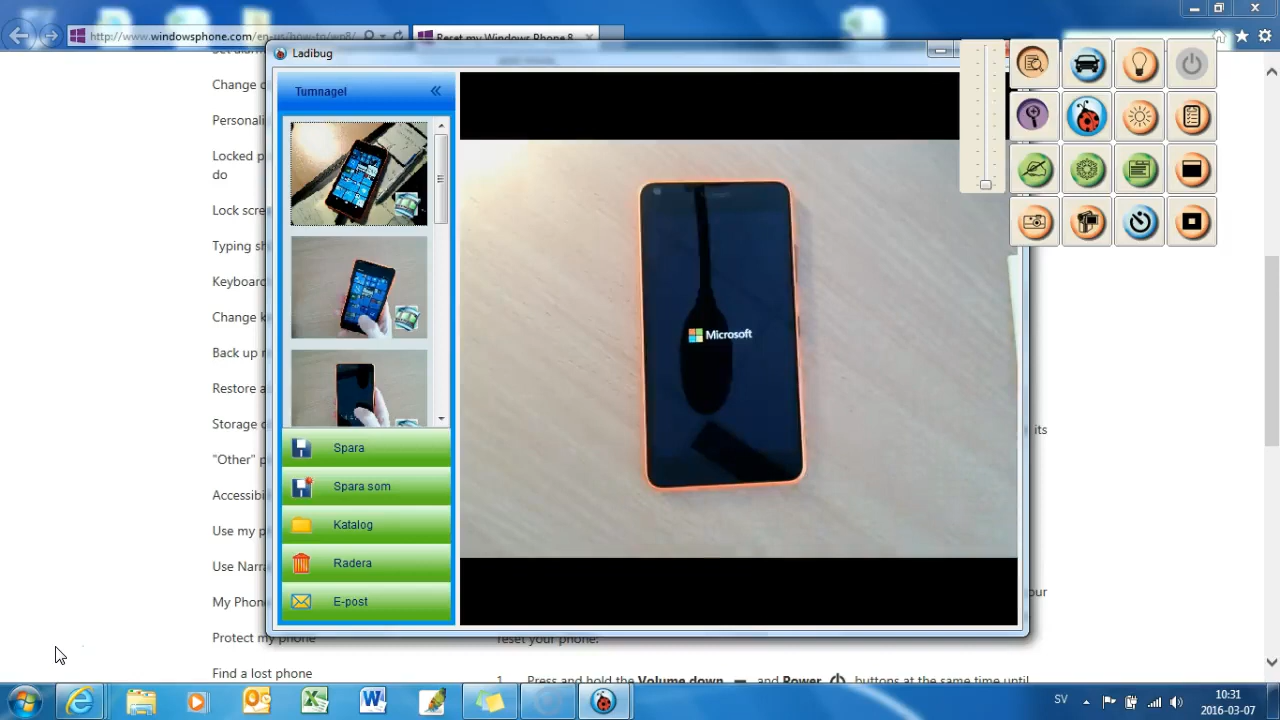 http://www.windowsphone.com/en-us/how-to/wp8/
Reset my Windows Phone 8
Ladibug
Tumnagel
Change
Personali
Locked p
do
Lock scre
Typing sh
Keyboard
Change k
Back up
Restore a
Storage
"Other" p
Accessibi
Use my p
Use Narra
My Phon
Protect my phone
Find a lost phone
Spara
Spara som
Katalog
Radera
E-post
Microsoft
its
our
reset your phone.
1. Press and hold the Volume down and Power buttons at the same time until
SV
10:31
2016-03-07